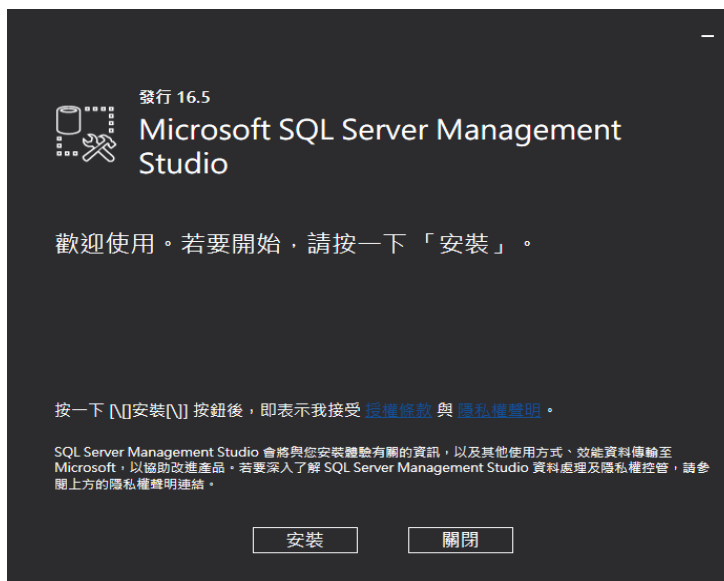 發行 16.5
Microsoft SQL Server Management
Studio
歡迎使用。若要開始，請按一下「安裝」。
按一下 [\[]安裝[\]] 按鈕後，即表示我接受 授權條款 與 隱私權聲明。
SQL Server Management Studio 會將與您安裝體驗有關的資訊，以及其他使用方式、效能資料傳輸至
Microsoft，以協助改進產品。若要深入了解 SQL Server Management Studio 資料處理及隱私權控管，請參
閱上方的隱私權聲明連結。
安裝
關閉